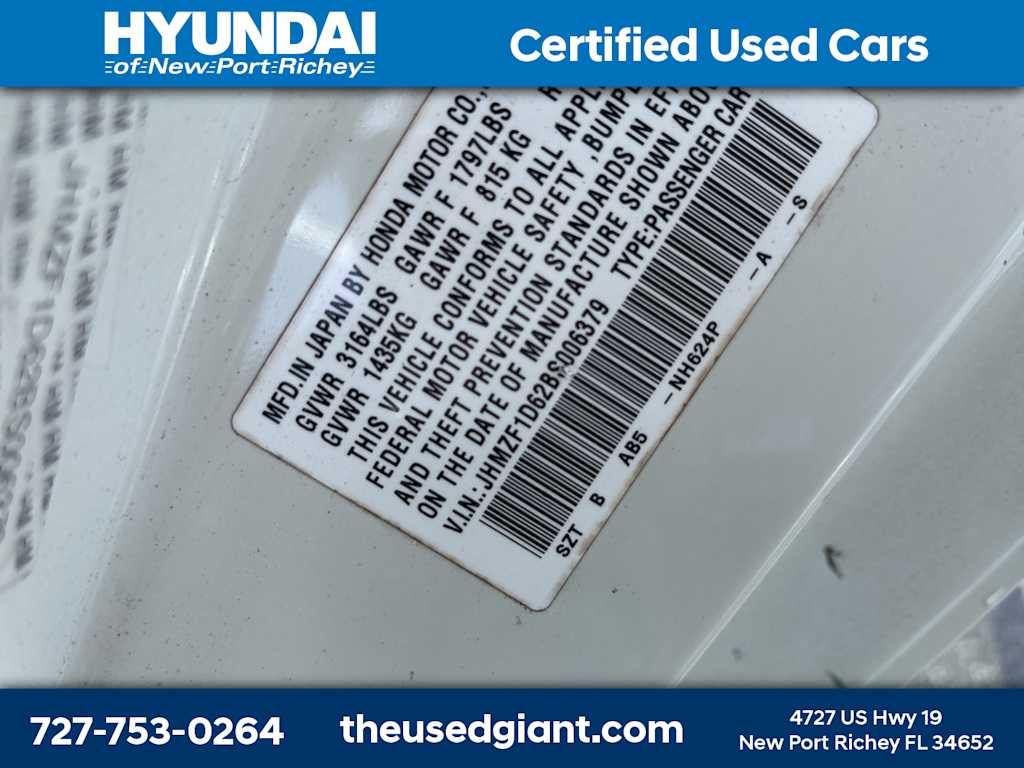 HYUNDAI
of New Port Richey
Certified Used Cars
MFD.IN JAPAN BY HONDA MOTOR CO.,
GVWR 3164LBS GAWR F 1797LBS R
GVWR 1435KG GAWR F 815 KG
THIS VEHICLE CONFORMS TO ALL APPL
FEDERAL MOTOR VEHICLE SAFETY ,BUMPE
AND THEFT PREVENTION STANDARDS IN EF
ON THE DATE OF MANUFACTURE SHOWN ABO
V.I.N.: JHMZF1D62BS006379 TYPE:PASSENGER CAR
SZT B AB5 -NH624P -A -S
727-753-0264
theusedgiant.com
4727 US Hwy 19
New Port Richey FL 34652